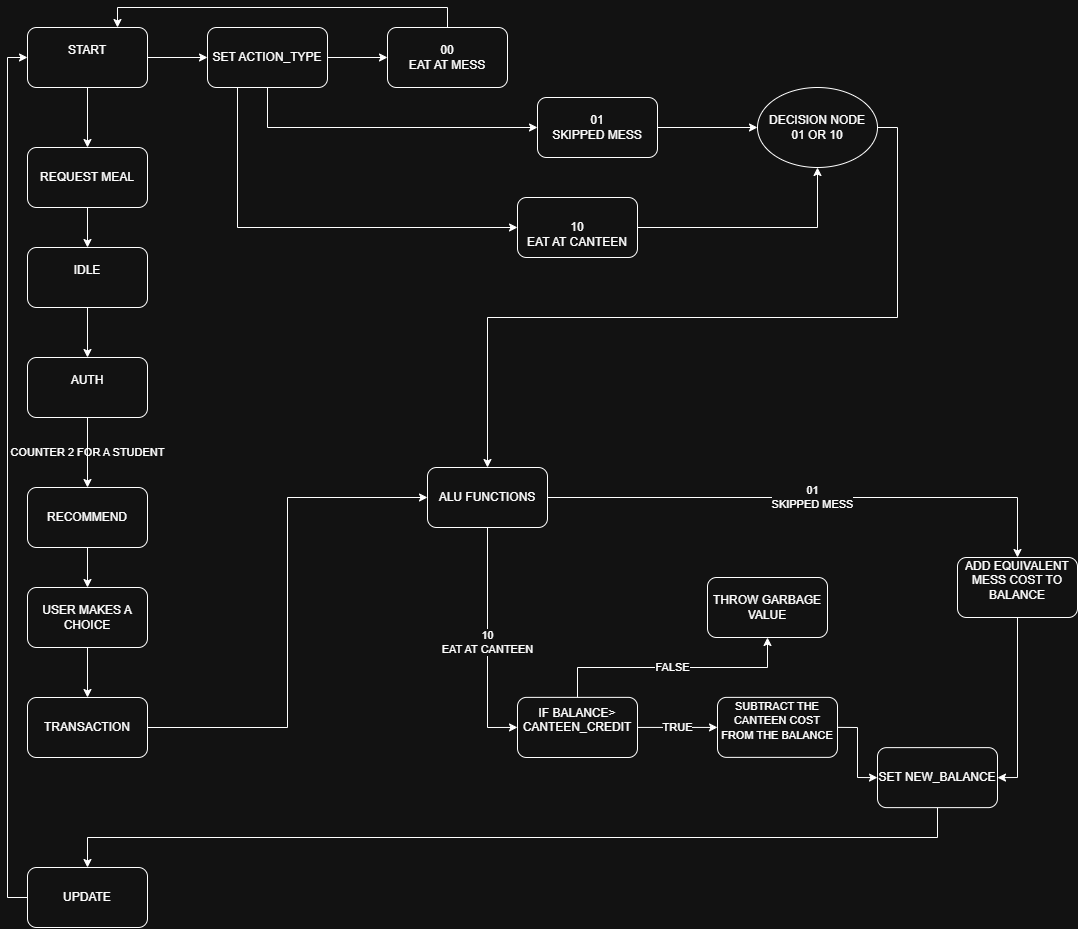 START
SET ACTION_TYPE
00
EAT AT MESS
01
SKIPPED MESS
DECISION NODE
01 OR 10
REQUEST MEAL
10
EAT AT CANTEEN
IDLE
AUTH
COUNTER 2 FOR A STUDENT
RECOMMEND
ALU FUNCTIONS
01
SKIPPED MESS
ADD EQUIVALENT
MESS COST TO
BALANCE
USER MAKES A
CHOICE
THROW GARBAGE
VALUE
10
EAT AT CANTEEN
FALSE
TRANSACTION
IF BALANCE>
CANTEEN_CREDIT
TRUE
SUBTRACT THE
CANTEEN COST
FROM THE BALANCE
SET NEW_BALANCE
UPDATE